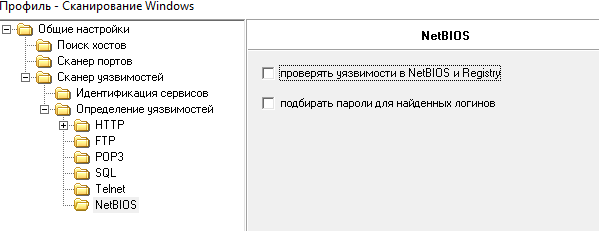 Профиль - Сканирование Windows
Общие настройки
Поиск хостов
Сканер портов
Сканер уязвимостей
Идентификация сервисов
Определение уязвимостей
HTTP
FTP
POP3
SQL
Telnet
NetBIOS
NetBIOS
проверять уязвимости в NetBIOS и Registry
подбирать пароли для найденных логинов